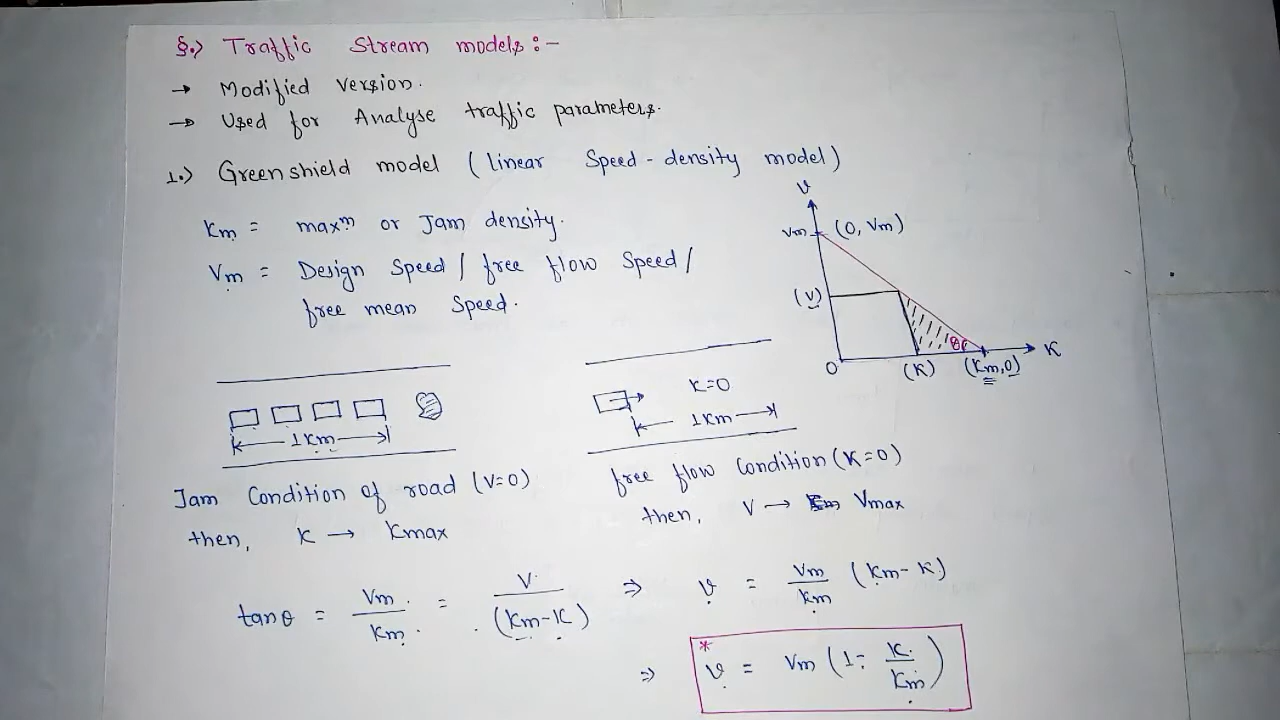 §.) Traffic Stream models :-
→ Modified version.
→ Used for Analyse traffic parameters.
1.) Greenshield model (linear Speed-density model)
Km = maxᵐ or Jam density.
Vm = Design Speed / free flow Speed /
free mean Speed.
V
Vm (0, Vm)
(V)
θ
O (K) (Km,0) K
1Km
K=0
1Km
Jam Condition of road (V=0)
then, K → Kmax
free flow Condition (K=0)
then, V → Vmax
tanθ = Vm/Km = V/(Km-K) ⇒ V = Vm/Km (Km-K)
⇒ * V = Vm (1- K/Km)